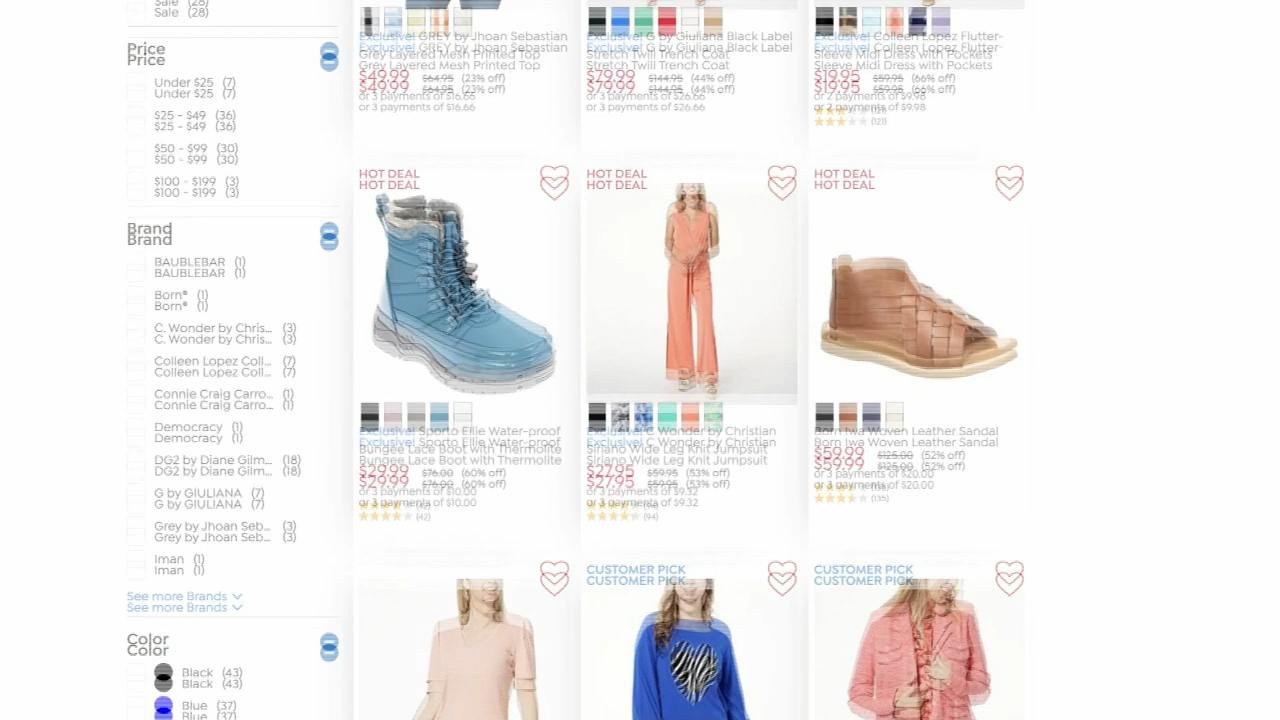 Sale (28)
Price
Under $25 (7)
$25 - $49 (36)
$50 - $99 (30)
$100 - $199 (3)
Brand
BAUBLEBAR (1)
Born® (1)
C. Wonder by Chris... (3)
Colleen Lopez Coll... (7)
Connie Craig Carro... (1)
Democracy (1)
DG2 by Diane Gilm... (18)
G by GIULIANA (7)
Grey by Jhoan Seb... (3)
Iman (1)
See more Brands
Color
Black (43)
Blue (37)
Exclusive! GREY by Jhoan Sebastian
Grey Layered Mesh Printed Top
$49.99 $64.95 (23% off)
or 3 payments of $16.66
Exclusive! G by Giuliana Black Label
Stretch Twill Trench Coat
$79.99 $144.95 (44% off)
or 3 payments of $26.66
Exclusive! Colleen Lopez Flutter-
Sleeve Midi Dress with Pockets
$19.95 $59.95 (66% off)
or 2 payments of $9.98
(121)
HOT DEAL
Exclusive! Sporto Ellie Water-proof
Bungee Lace Boot with Thermolite
$29.99 $76.00 (60% off)
or 3 payments of $10.00
(42)
HOT DEAL
Exclusive! C Wonder by Christian
Siriano Wide Leg Knit Jumpsuit
$27.95 $59.95 (53% off)
or 3 payments of $9.32
(94)
HOT DEAL
Born Iwa Woven Leather Sandal
$59.99 $125.00 (52% off)
or 3 payments of $20.00
(135)
CUSTOMER PICK
CUSTOMER PICK